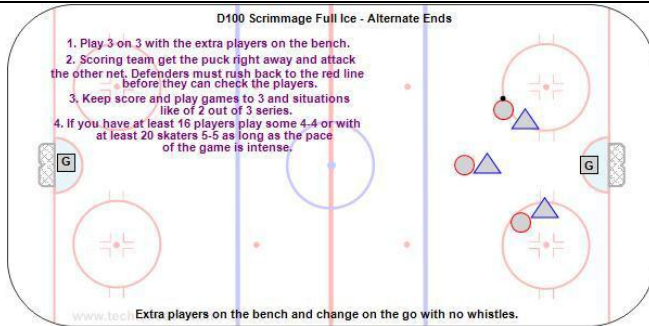 D100 Scrimmage Full Ice - Alternate Ends
1. Play 3 on 3 with the extra players on the bench.
2. Scoring team get the puck right away and attack
the other net. Defenders must rush back to the red line
before they can check the players.
3. Keep score and play games to 3 and situations
like of 2 out of 3 series.
4. If you have at least 16 players play some 4-4 or with
at least 20 skaters 5-5 as long as the pace
of the game is intense.
G
G
Extra players on the bench and change on the go with no whistles.